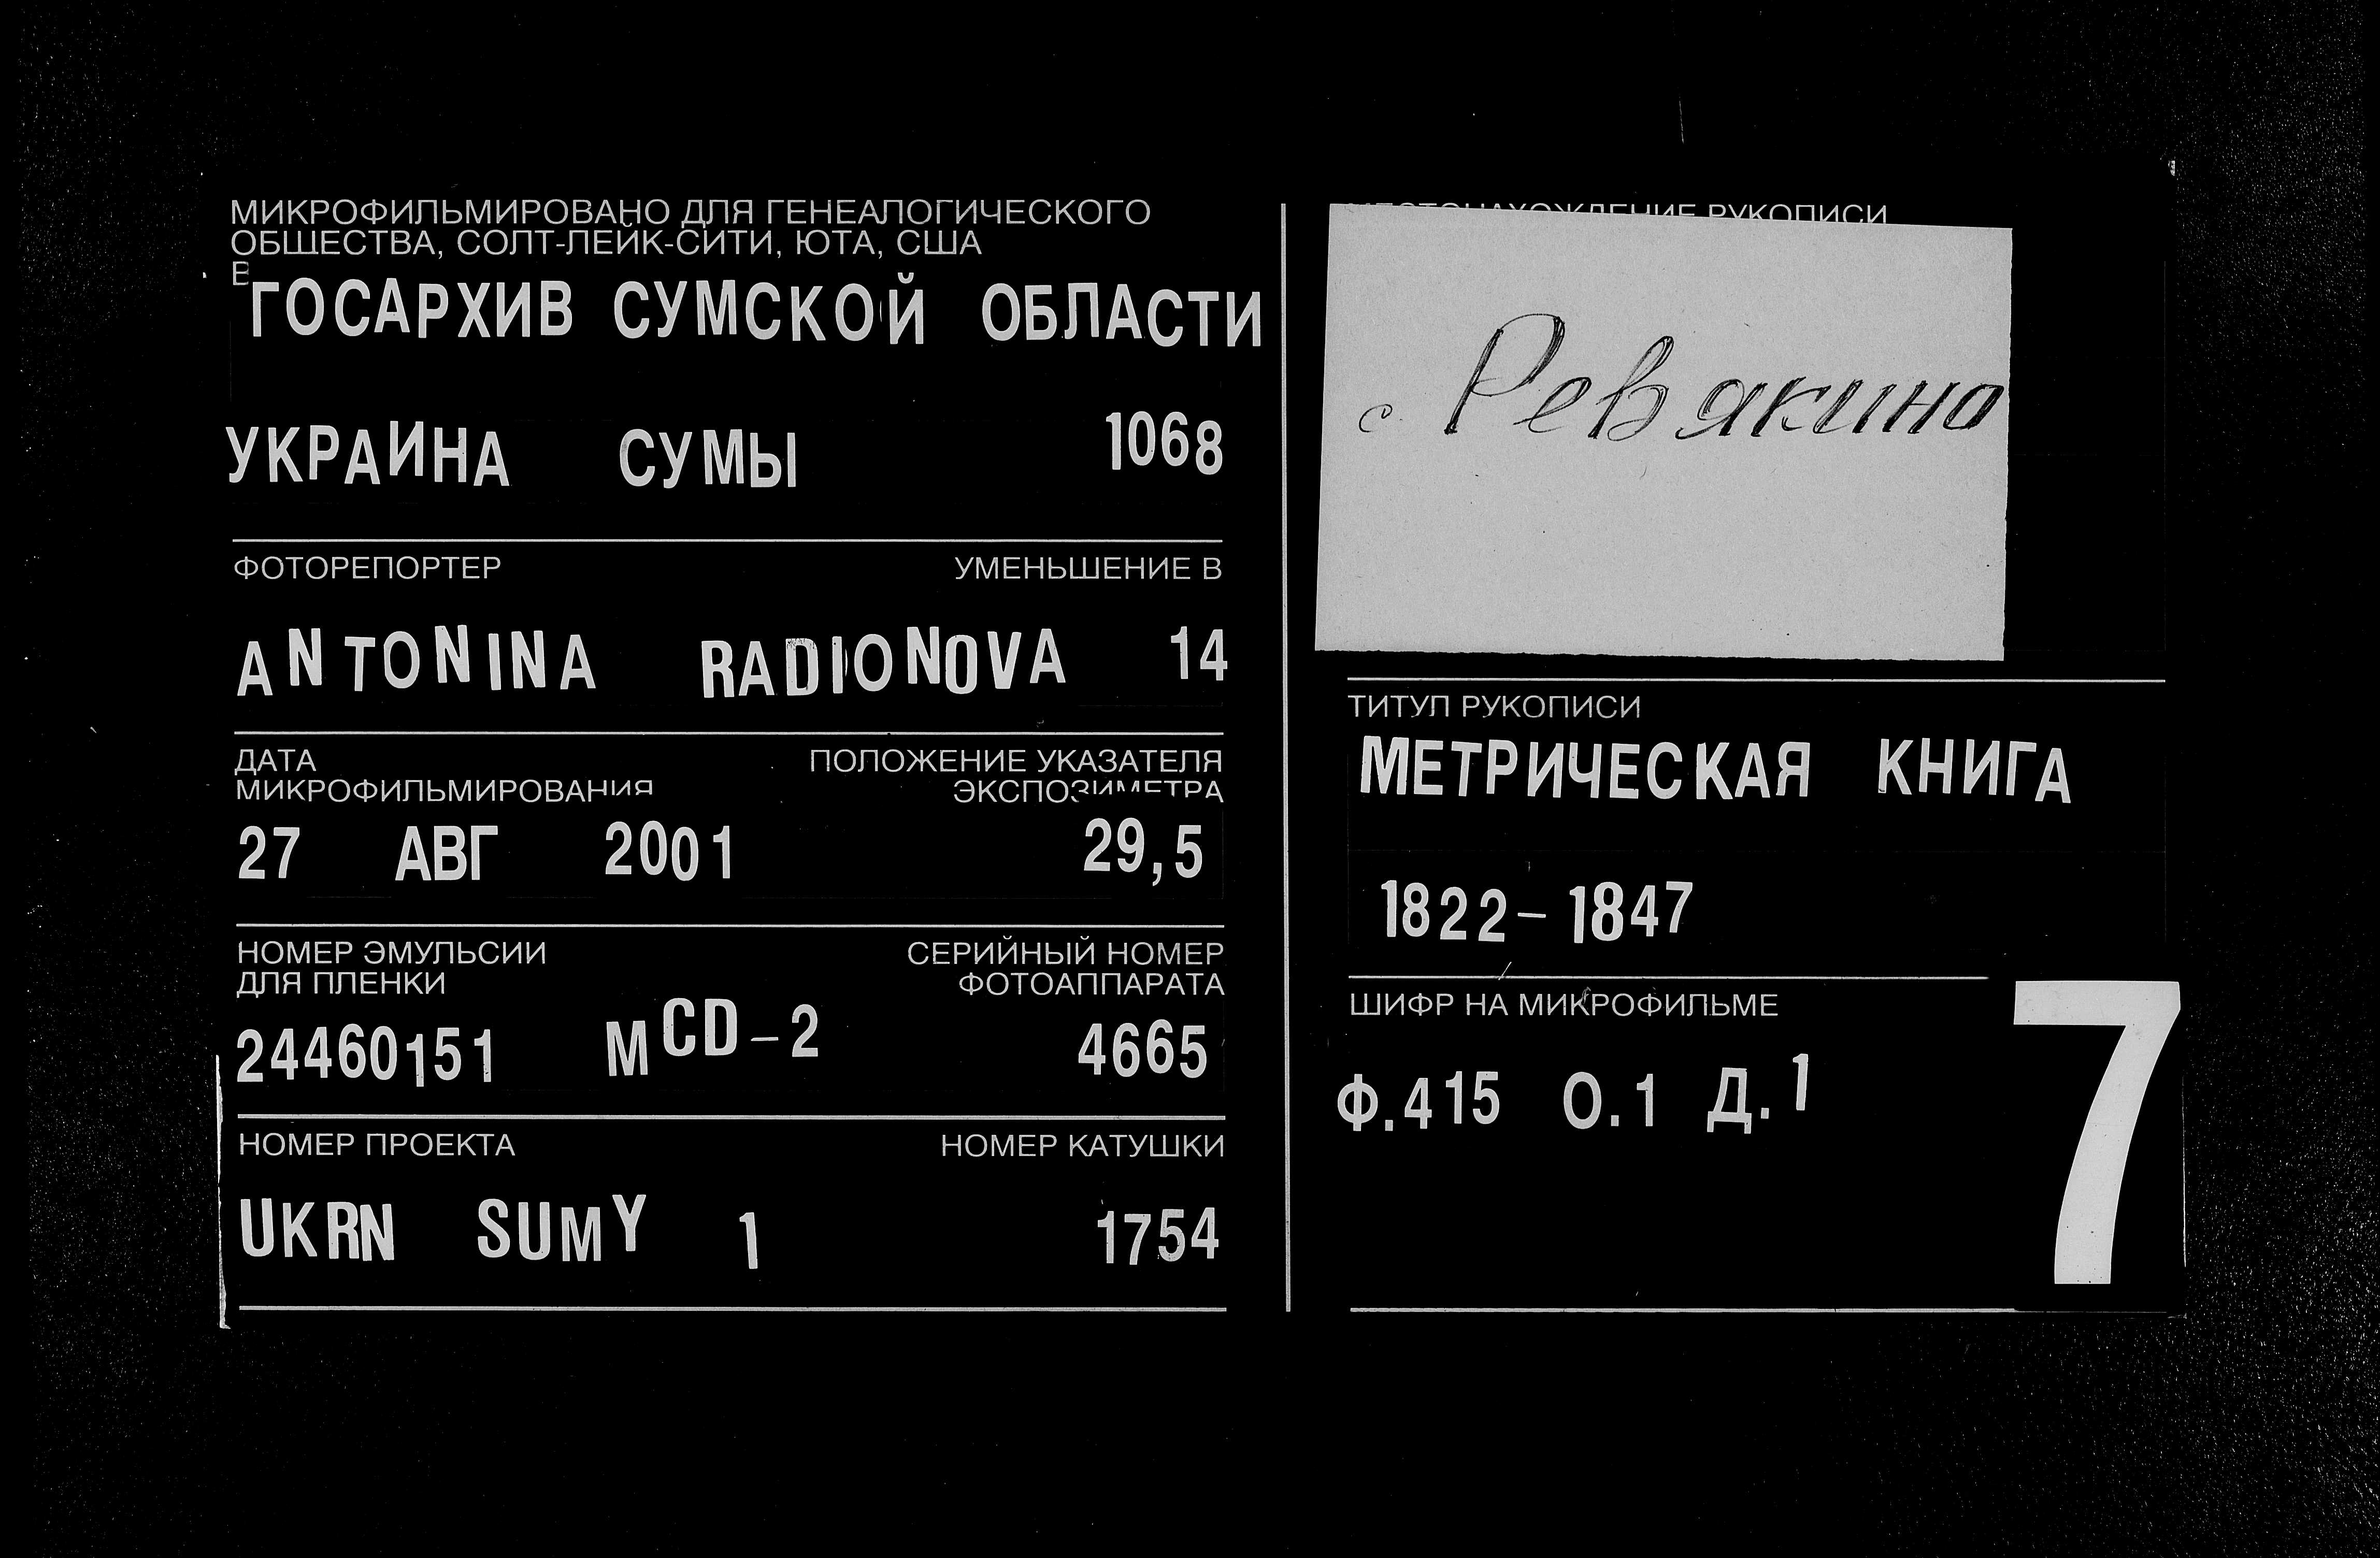 МИКРОФИЛЬМИРОВАНО ДЛЯ ГЕНЕАЛОГИЧЕСКОГО
ОБЩЕСТВА, СОЛТ-ЛЕЙК-СИТИ, ЮТА, США
В
ГОСАРХИВ СУМСКОЙ ОБЛАСТИ
УКРАИНА СУМЫ 1068
ФОТОРЕПОРТЕР УМЕНЬШЕНИЕ В
ANTONINA RADIONOVA 14
ДАТА ПОЛОЖЕНИЕ УКАЗАТЕЛЯ
МИКРОФИЛЬМИРОВАНИЯ ЭКСПОЗИМЕТРА
27 АВГ 2001 29,5
НОМЕР ЭМУЛЬСИИ СЕРИЙНЫЙ НОМЕР
ДЛЯ ПЛЕНКИ ФОТОАППАРАТА
24460151 MCD-2 4665
НОМЕР ПРОЕКТА НОМЕР КАТУШКИ
UKRN SUMY 1 1754
МЕСТОНАХОЖДЕНИЕ РУКОПИСИ
с. Ревякино
ТИТУЛ РУКОПИСИ
МЕТРИЧЕСКАЯ КНИГА
1822-1847
ШИФР НА МИКРОФИЛЬМЕ
Ф.415 О.1 Д.1
7